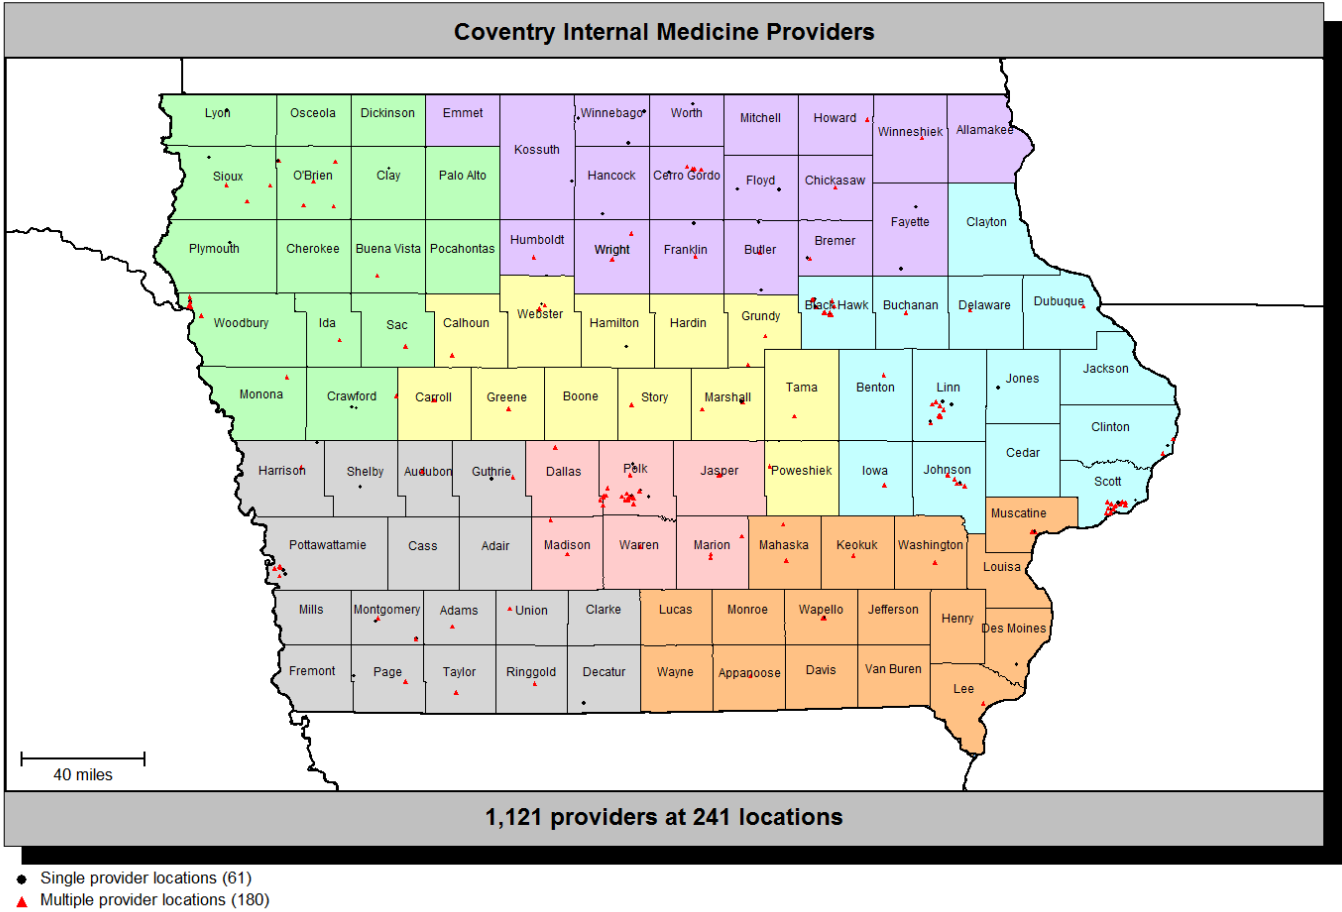 Coventry Internal Medicine Providers
Lyon Osceola Dickinson Emmet Winnebago Worth Mitchell Howard Winneshiek Allamakee
Kossuth
Sioux O'Brien Clay Palo Alto Hancock Cerro Gordo Floyd Chickasaw
Fayette Clayton
Plymouth Cherokee Buena Vista Pocahontas Humboldt Wright Franklin Butler Bremer
Woodbury Ida Sac Calhoun Webster Hamilton Hardin Grundy Black Hawk Buchanan Delaware Dubuque
Monona Crawford Carroll Greene Boone Story Marshall Tama Benton Linn Jones Jackson
Clinton
Harrison Shelby Audubon Guthrie Dallas Polk Jasper Poweshiek Iowa Johnson Cedar
Scott
Muscatine
Pottawattamie Cass Adair Madison Warren Marion Mahaska Keokuk Washington
Louisa
Mills Montgomery Adams Union Clarke Lucas Monroe Wapello Jefferson Henry
Des Moines
Fremont Page Taylor Ringgold Decatur Wayne Appanoose Davis Van Buren
Lee
40 miles
1,121 providers at 241 locations
Single provider locations (61)
Multiple provider locations (180)